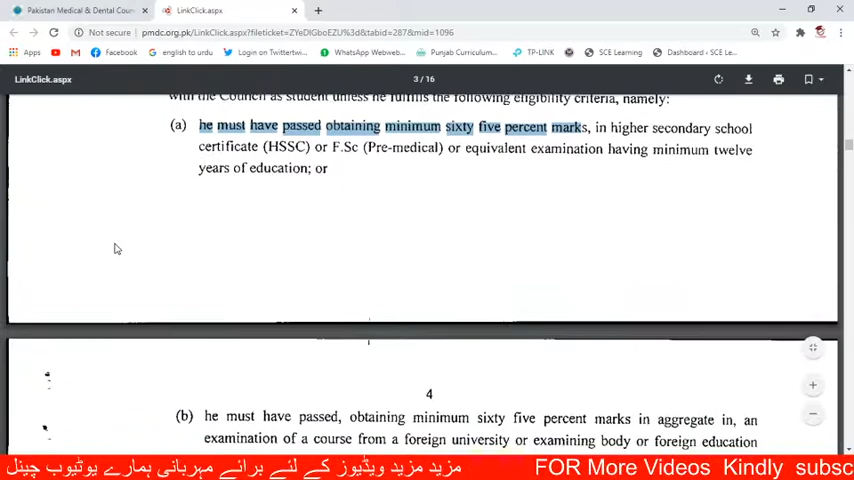 Pakistan Medical & Dental Coun
LinkClick.aspx
Not secure | pmdc.org.pk/LinkClick.aspx?fileticket=ZYeDlGboEZU%3d&tabid=287&mid=1096
Apps
Facebook
english to urdu
Login on Twittertwi...
WhatsApp Webweb...
Punjab Curriculum...
TP-LINK
SCE Learning
Dashboard ‹ SCE Le...
LinkClick.aspx
3 / 16
with the Council as student unless he fulfills the following eligibility criteria, namely:
(a) he must have passed obtaining minimum sixty five percent marks, in higher secondary school
certificate (HSSC) or F.Sc (Pre-medical) or equivalent examination having minimum twelve
years of education; or
4
(b) he must have passed, obtaining minimum sixty five percent marks in aggregate in, an
examination of a course from a foreign university or examining body or foreign education
مزید مزید ویڈیوز کے لئے برائے مہربانی ہمارے یوٹیوب چینل
FOR More Videos Kindly subsc